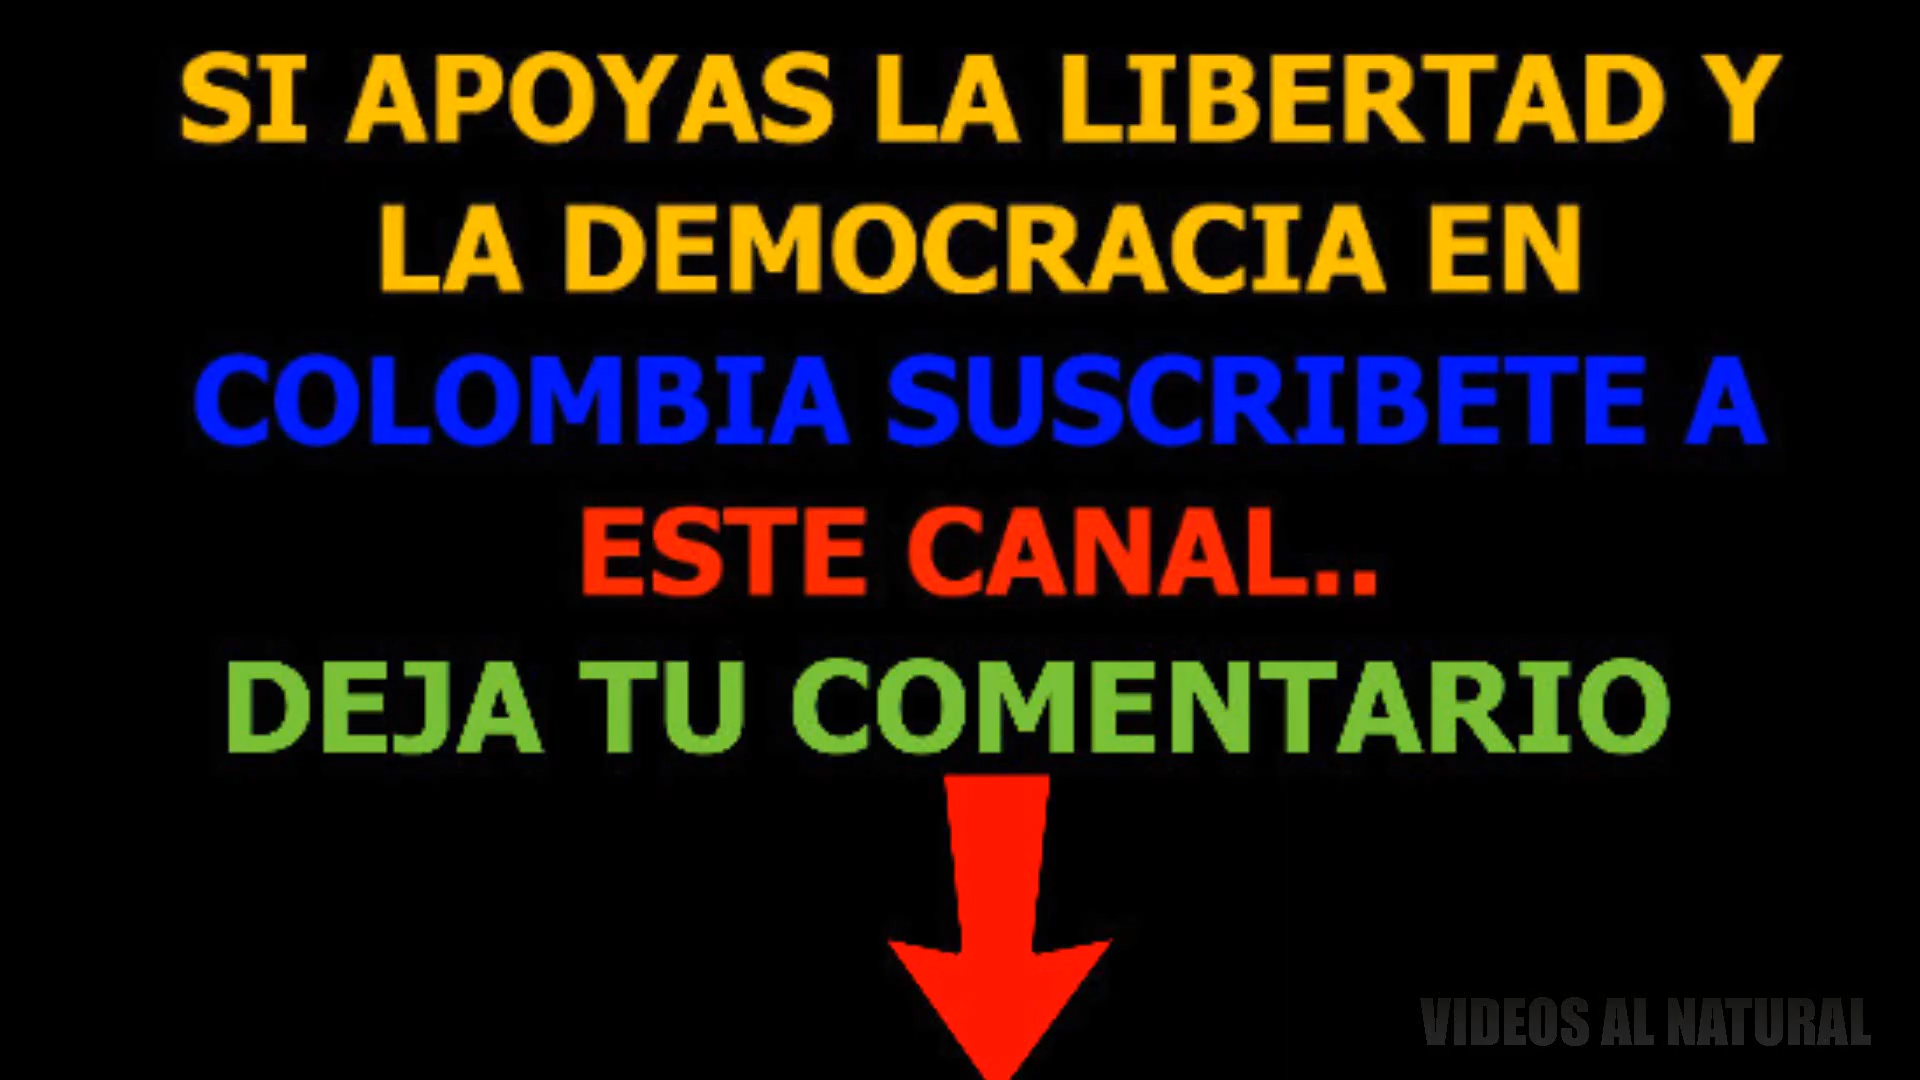 SI APOYAS LA LIBERTAD Y
LA DEMOCRACIA EN
COLOMBIA SUSCRIBETE A
ESTE CANAL..
DEJA TU COMENTARIO
VIDEOS AL NATURAL